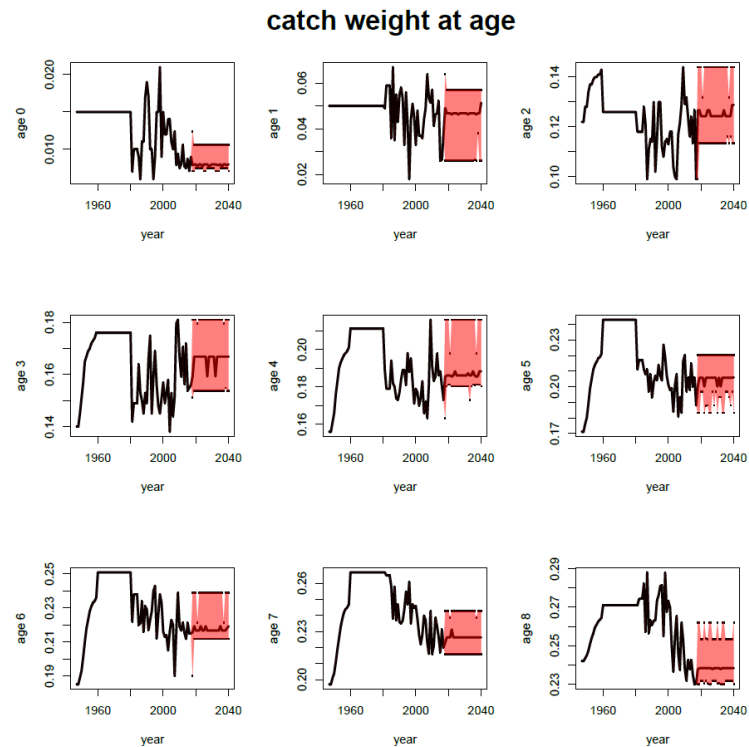 catch weight at age
age 0
0.010 0.020
1960 2000 2040
year
age 1
0.02 0.04 0.06
1960 2000 2040
year
age 2
0.10 0.12 0.14
1960 2000 2040
year
age 3
0.14 0.16 0.18
1960 2000 2040
year
age 4
0.16 0.18 0.20
1960 2000 2040
year
age 5
0.17 0.20 0.23
1960 2000 2040
year
age 6
0.19 0.21 0.23 0.25
1960 2000 2040
year
age 7
0.20 0.23 0.26
1960 2000 2040
year
age 8
0.23 0.25 0.27 0.29
1960 2000 2040
year